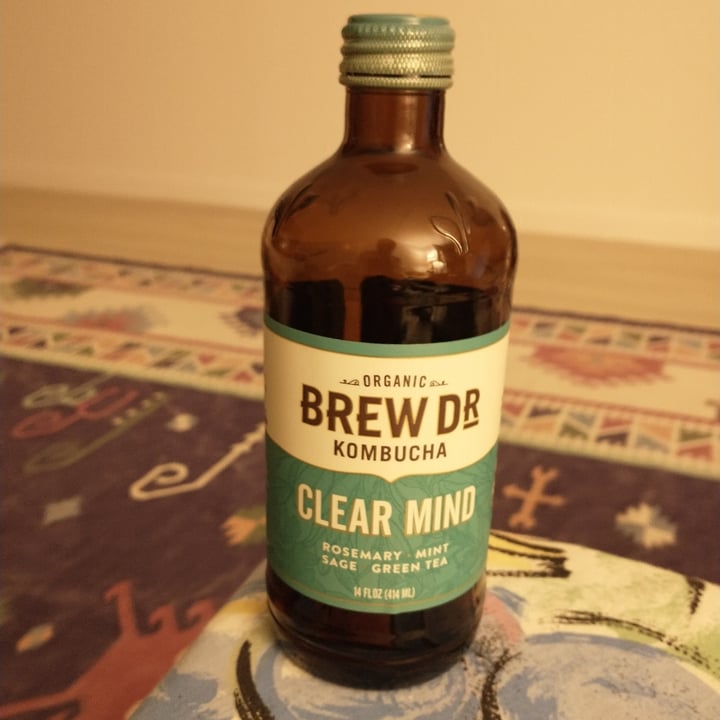 ORGANIC
BREW DR
KOMBUCHA
CLEAR MIND
ROSEMARY · MINT
SAGE GREEN TEA
14 FL OZ (414 ML)